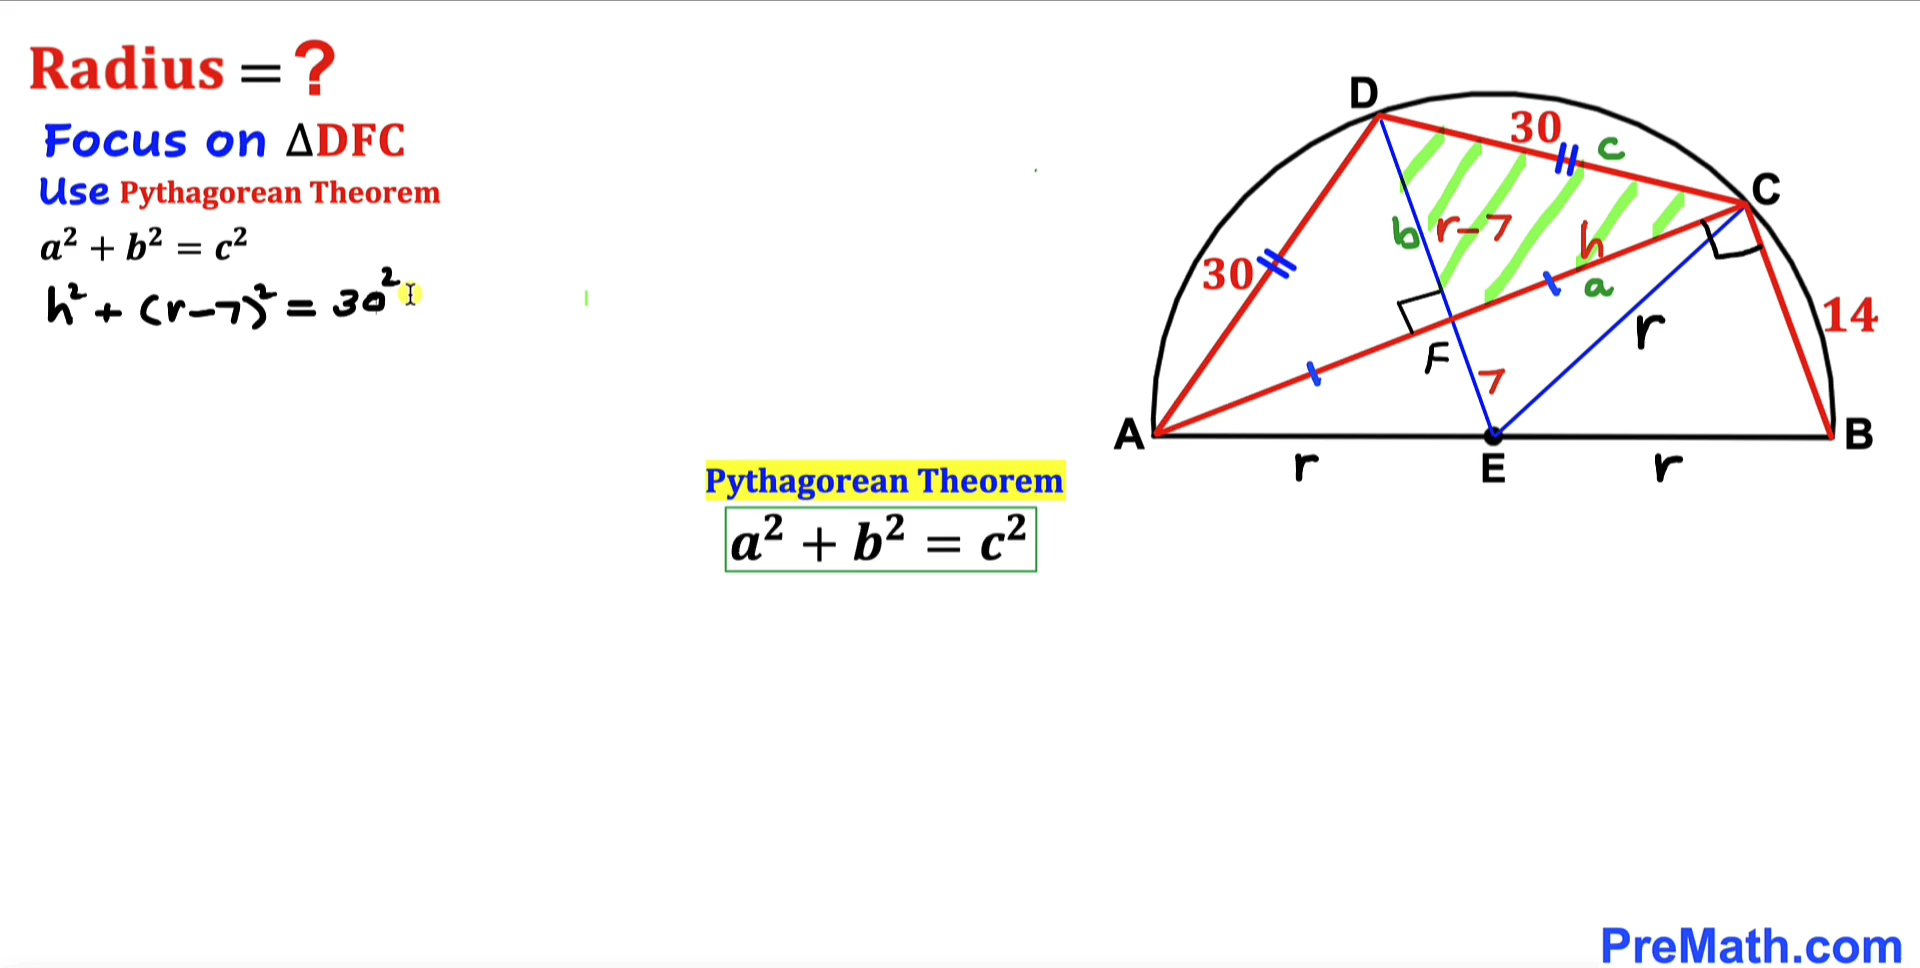 Radius = ?
Focus on ΔDFC
Use Pythagorean Theorem
a² + b² = c²
h² + (r-7)² = 30²
D
30
c
C
b
r-7
h
30
a
14
r
F
7
A
B
r
E
r
Pythagorean Theorem
a² + b² = c²
PreMath.com